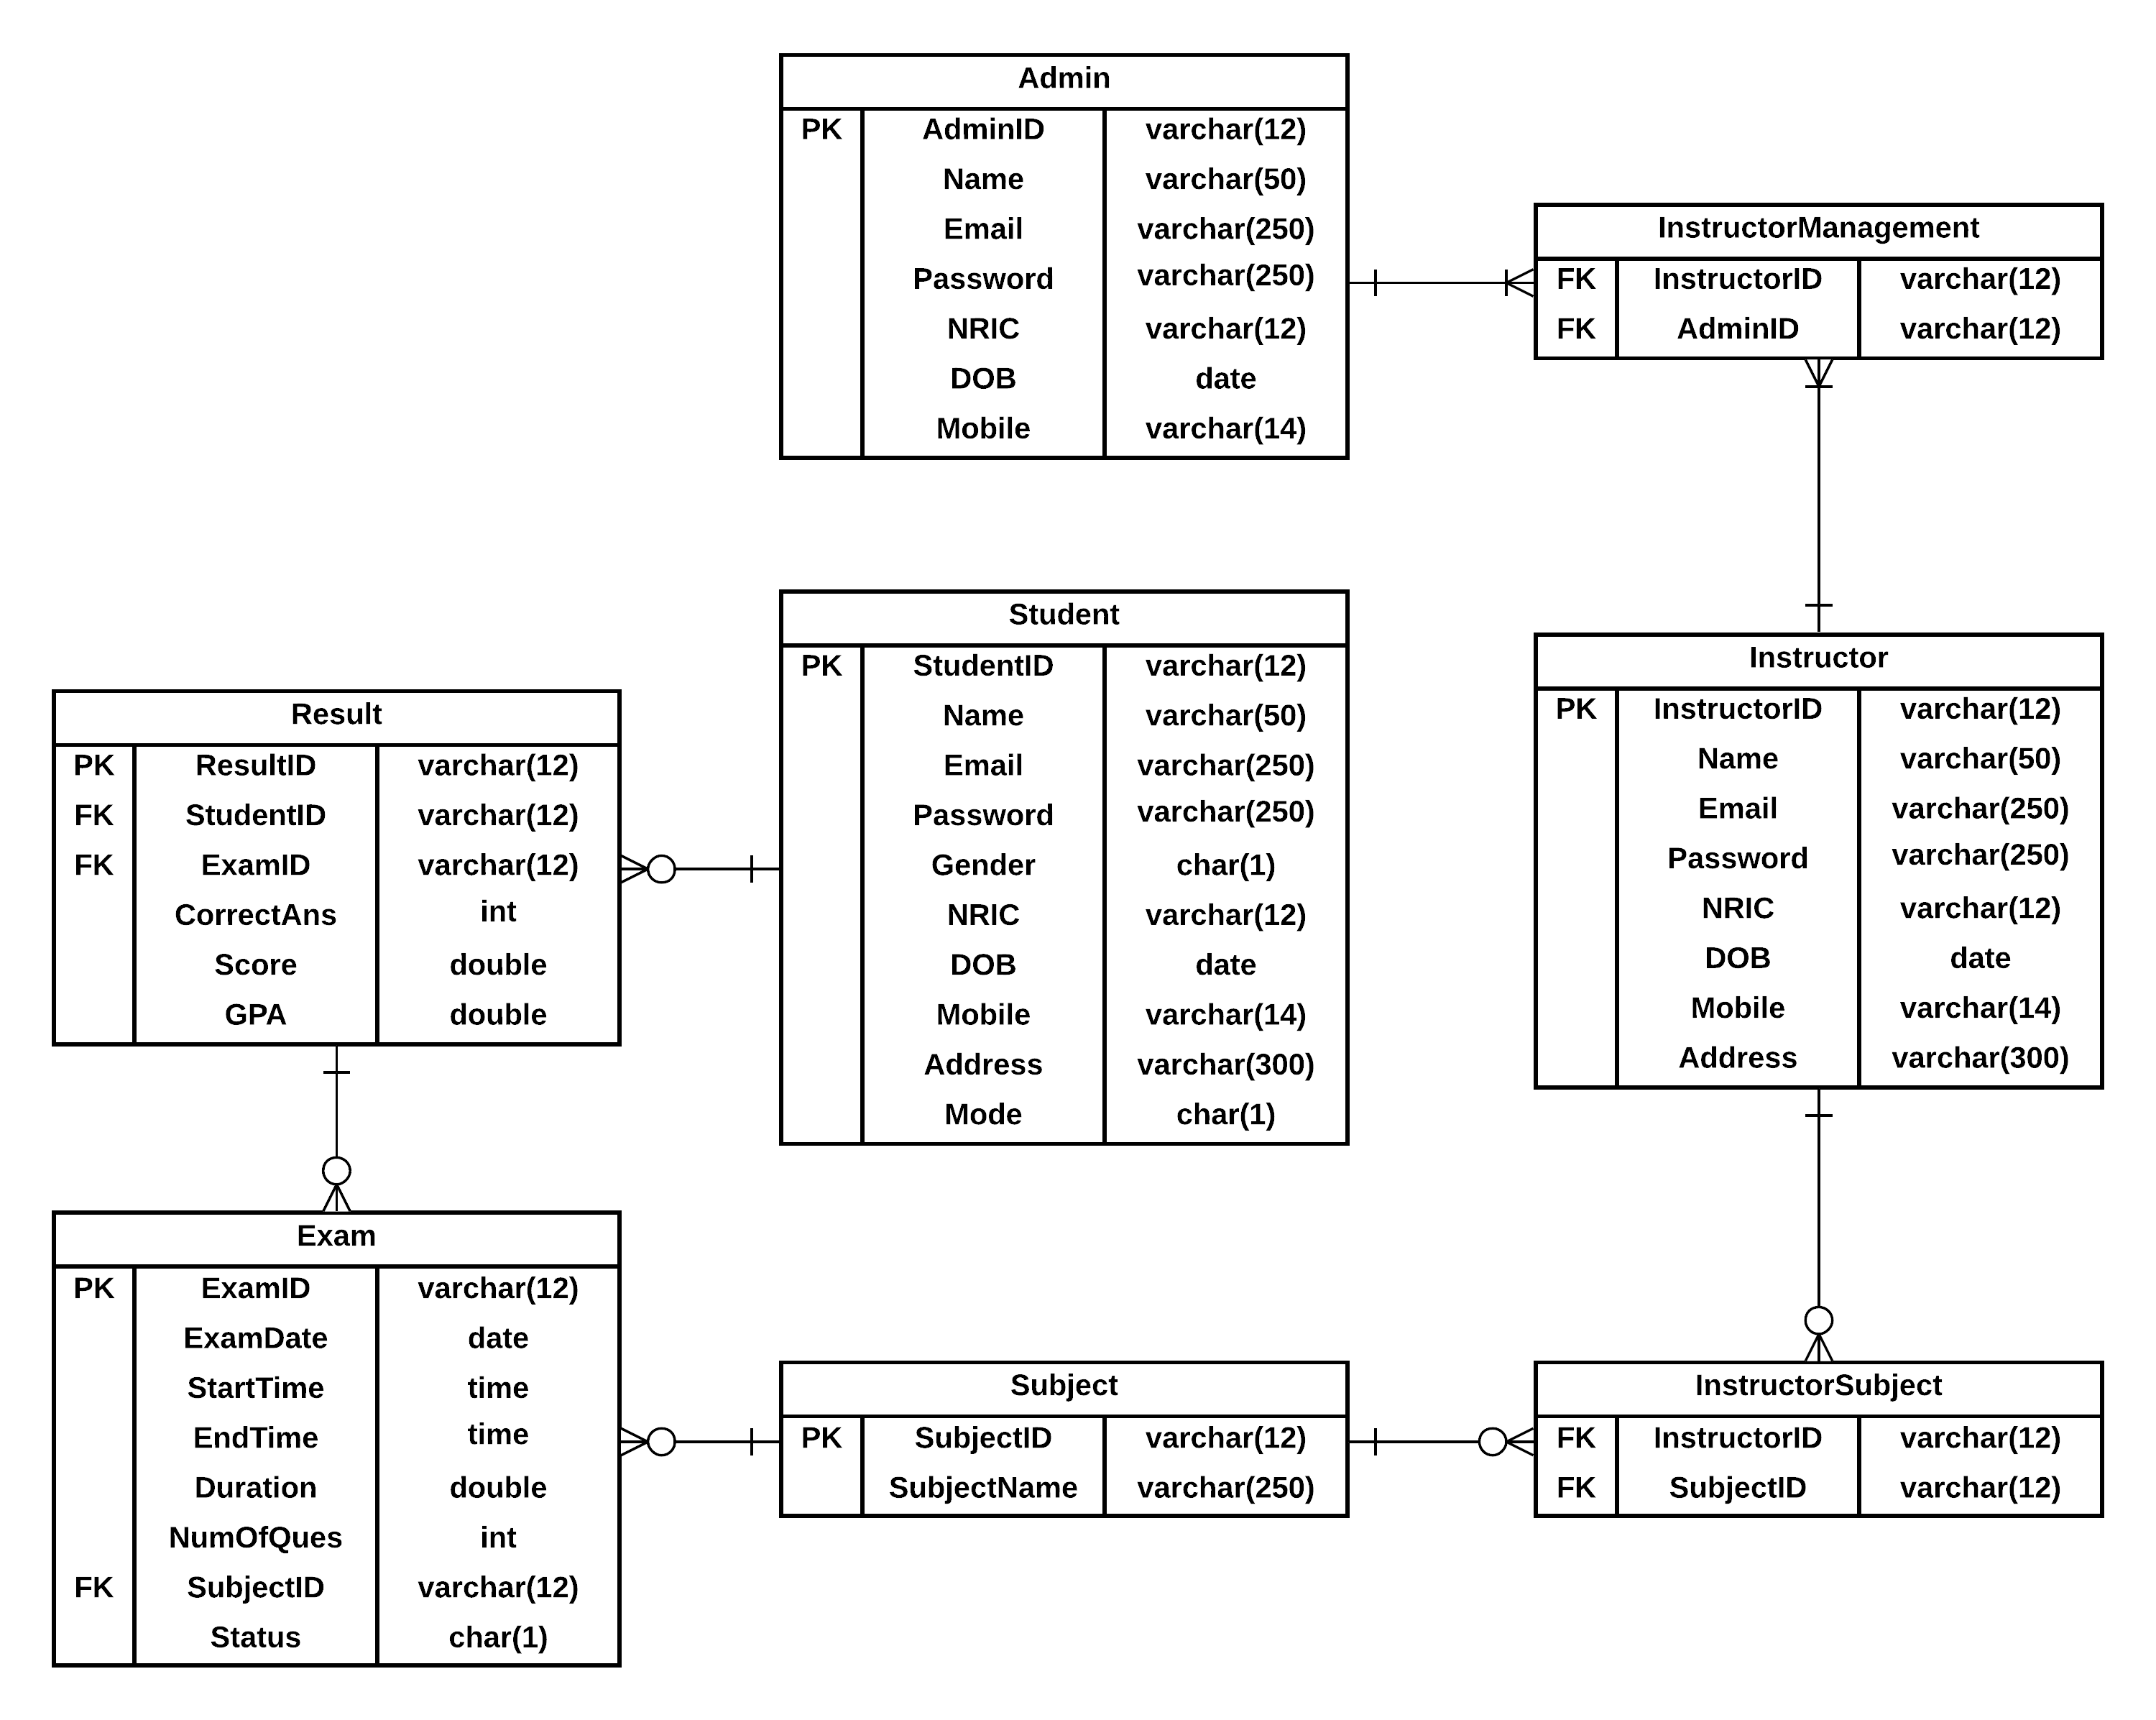 Admin
PK AdminID varchar(12)
Name varchar(50)
Email varchar(250)
Password varchar(250)
NRIC varchar(12)
DOB date
Mobile varchar(14)
InstructorManagement
FK InstructorID varchar(12)
FK AdminID varchar(12)
Student
PK StudentID varchar(12)
Name varchar(50)
Email varchar(250)
Password varchar(250)
Gender char(1)
NRIC varchar(12)
DOB date
Mobile varchar(14)
Address varchar(300)
Mode char(1)
Instructor
PK InstructorID varchar(12)
Name varchar(50)
Email varchar(250)
Password varchar(250)
NRIC varchar(12)
DOB date
Mobile varchar(14)
Address varchar(300)
Result
PK ResultID varchar(12)
FK StudentID varchar(12)
FK ExamID varchar(12)
CorrectAns int
Score double
GPA double
Exam
PK ExamID varchar(12)
ExamDate date
StartTime time
EndTime time
Duration double
NumOfQues int
FK SubjectID varchar(12)
Status char(1)
Subject
PK SubjectID varchar(12)
SubjectName varchar(250)
InstructorSubject
FK InstructorID varchar(12)
FK SubjectID varchar(12)